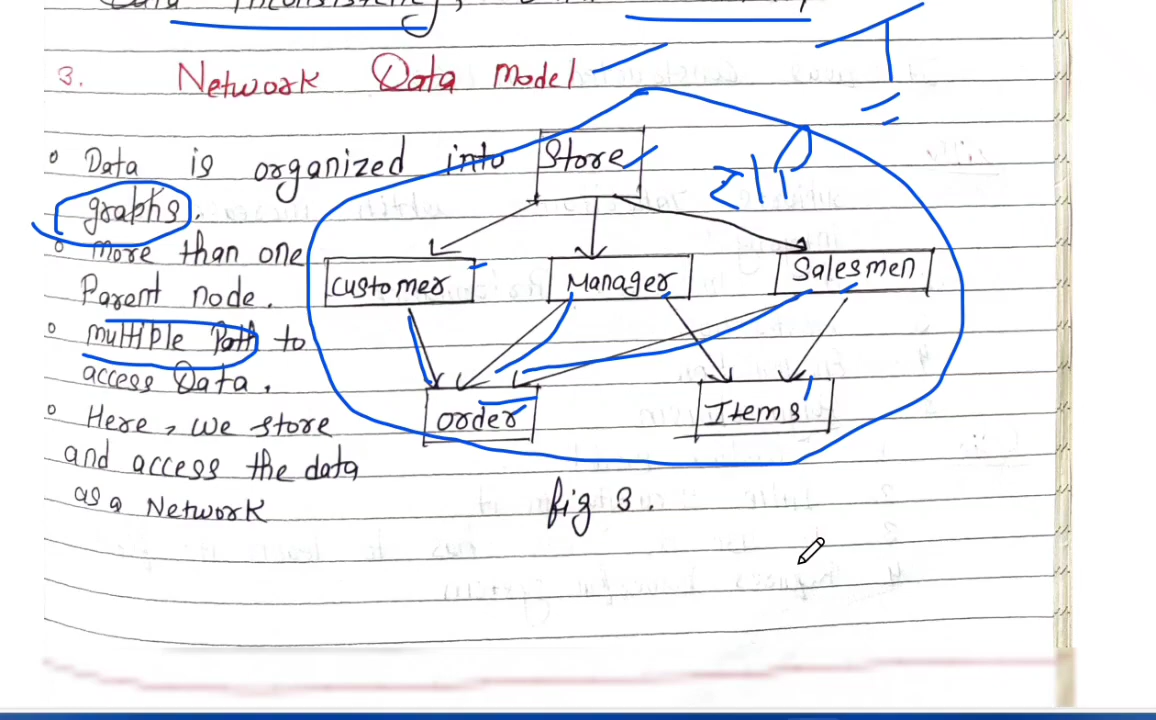 3. Network Data Model
Data is organized into
graphs.
more than one
Parent node.
multiple Path to
access Data.
Here, we store
and access the data
as a Network
Store
Customer Manager Salesmen
order Items
fig 3.